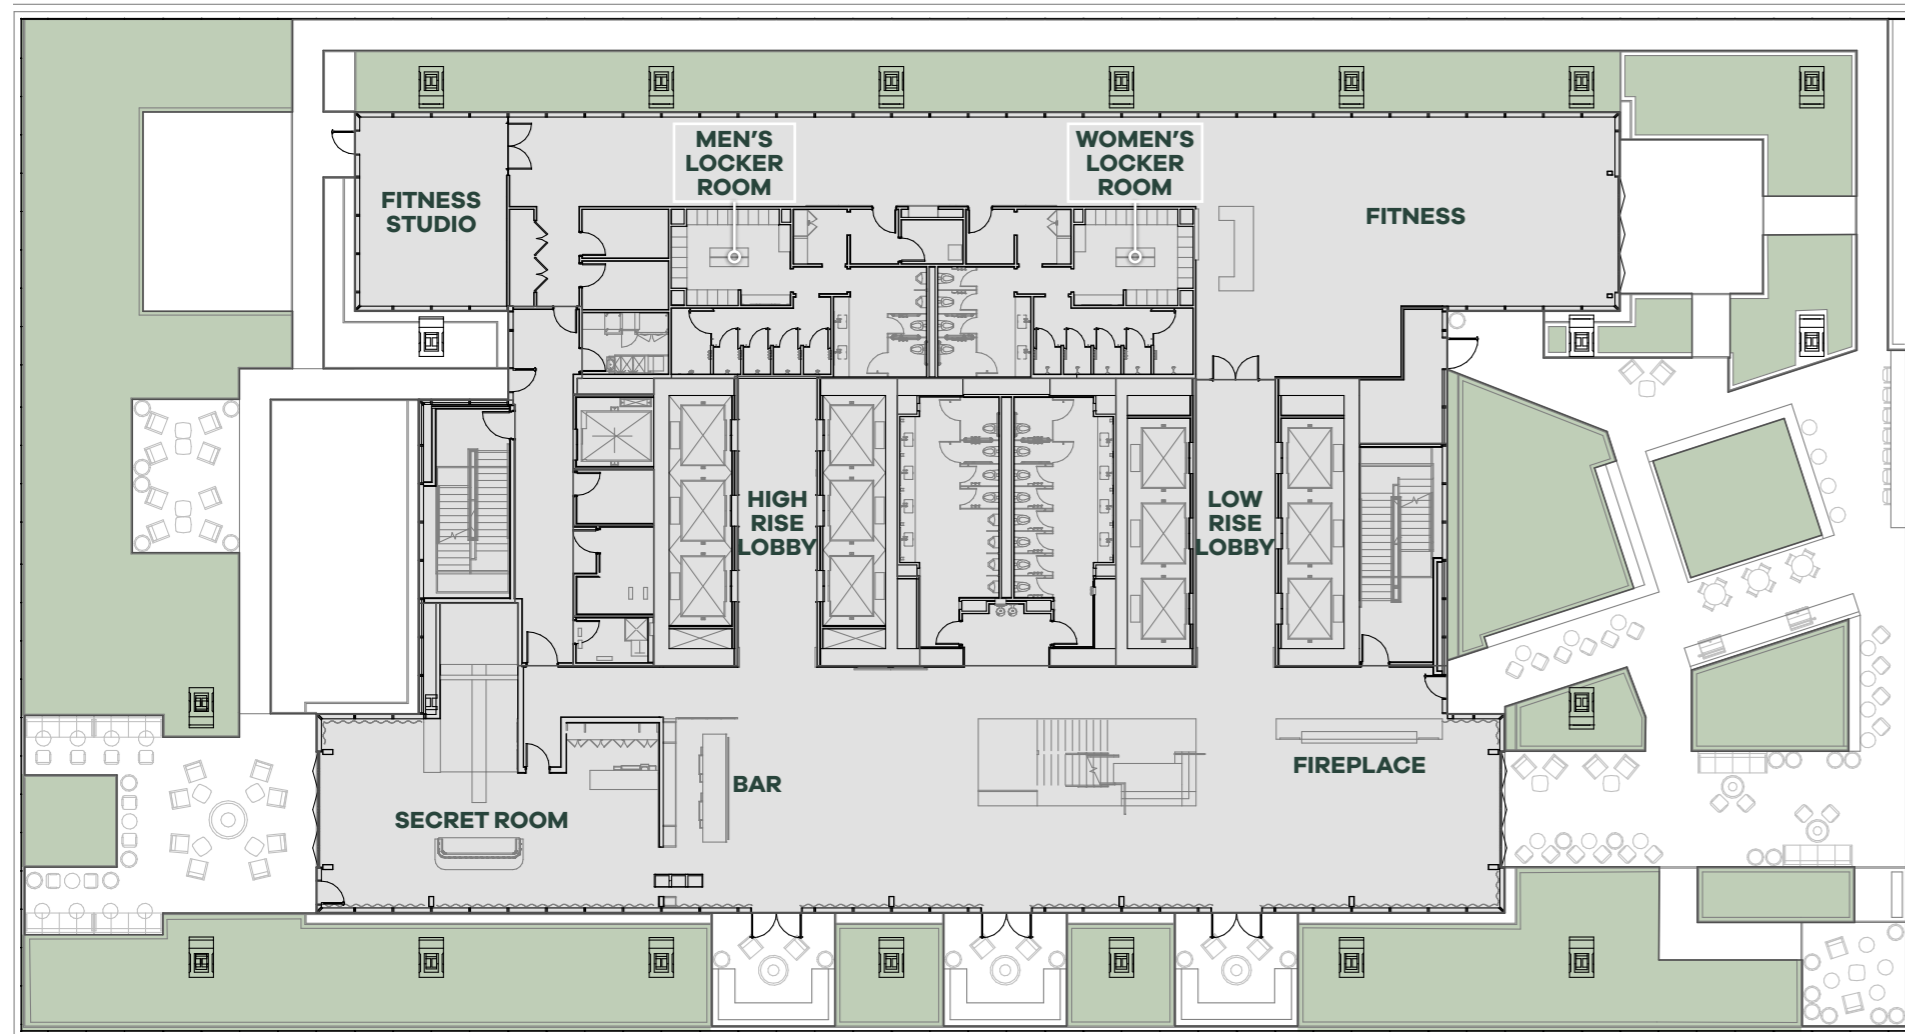 MEN'S
LOCKER
ROOM
WOMEN'S
LOCKER
ROOM
FITNESS
STUDIO
FITNESS
HIGH
RISE
LOBBY
LOW
RISE
LOBBY
FIREPLACE
BAR
SECRET ROOM